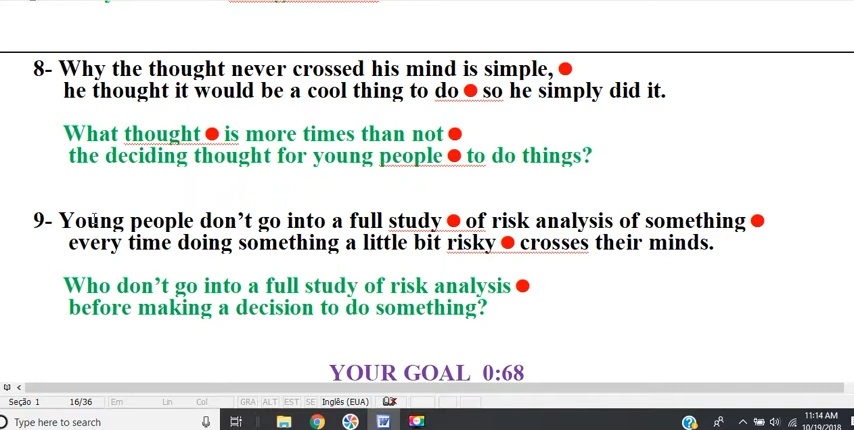 8- Why the thought never crossed his mind is simple,
he thought it would be a cool thing to do so he simply did it.
What thought is more times than not
the deciding thought for young people to do things?
9- Young people don't go into a full study of risk analysis of something
every time doing something a little bit risky crosses their minds.
Who don't go into a full study of risk analysis
before making a decision to do something?
YOUR GOAL 0:68
Seção 1 16/36 Em Lin Col GRA ALT EST SE Inglês (EUA)
Type here to search
11:14 AM
10/19/2018